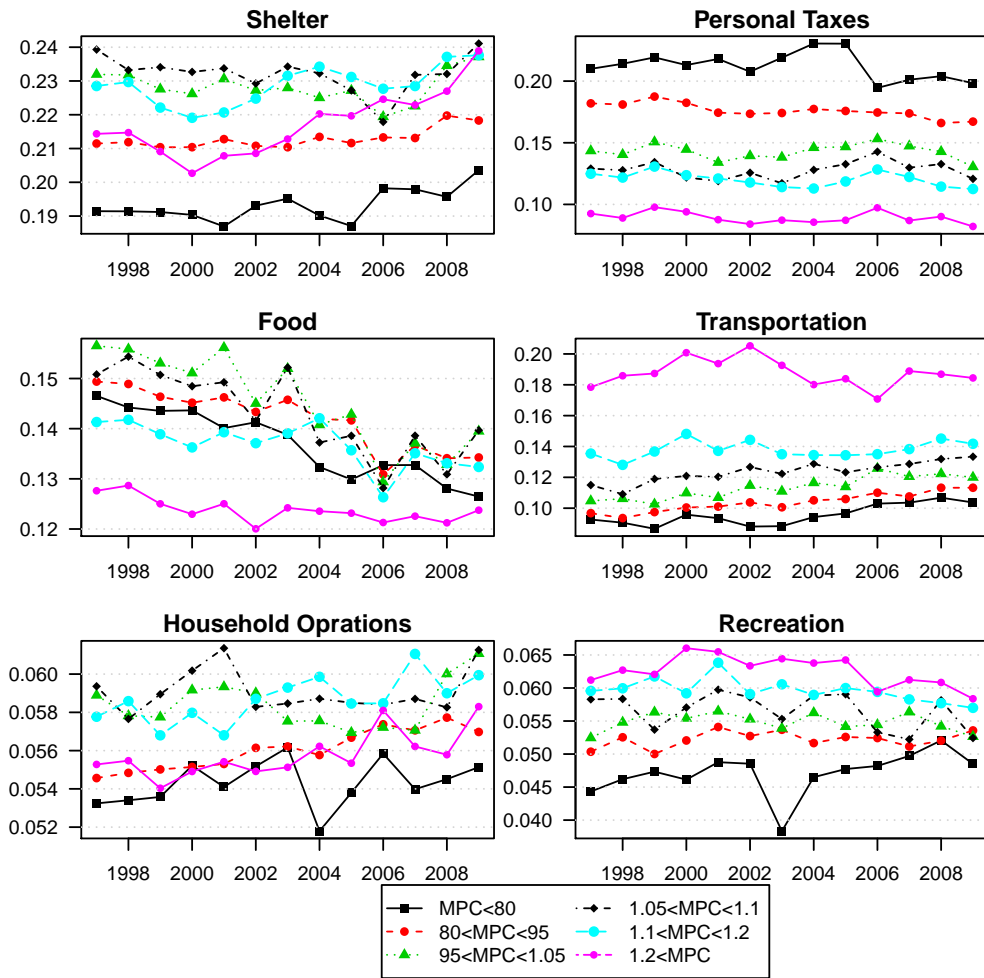 Shelter
0.24
0.23
0.22
0.21
0.20
0.19
1998 2000 2002 2004 2006 2008
Personal Taxes
0.20
0.15
0.10
1998 2000 2002 2004 2006 2008
Food
0.15
0.14
0.13
0.12
1998 2000 2002 2004 2006 2008
Transportation
0.20
0.18
0.16
0.14
0.12
0.10
1998 2000 2002 2004 2006 2008
Household Oprations
0.060
0.058
0.056
0.054
0.052
1998 2000 2002 2004 2006 2008
Recreation
0.065
0.060
0.055
0.050
0.045
0.040
1998 2000 2002 2004 2006 2008
MPC<80
80<MPC<95
95<MPC<1.05
1.05<MPC<1.1
1.1<MPC<1.2
1.2<MPC